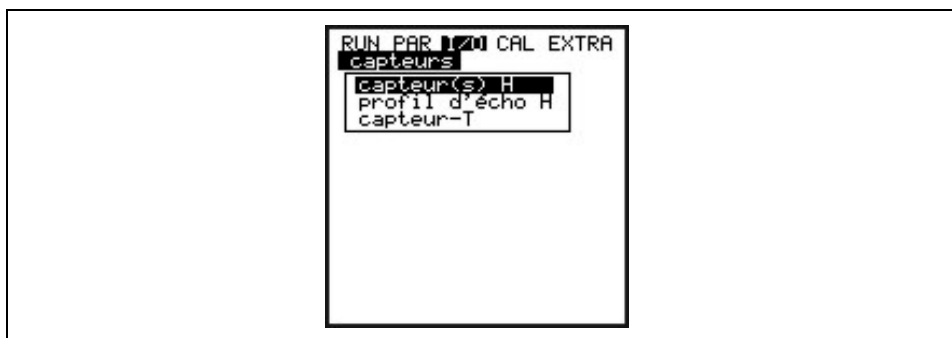 RUN PAR I/O CAL EXTRA
capteurs
capteur(s) H
profil d'écho H
capteur-T